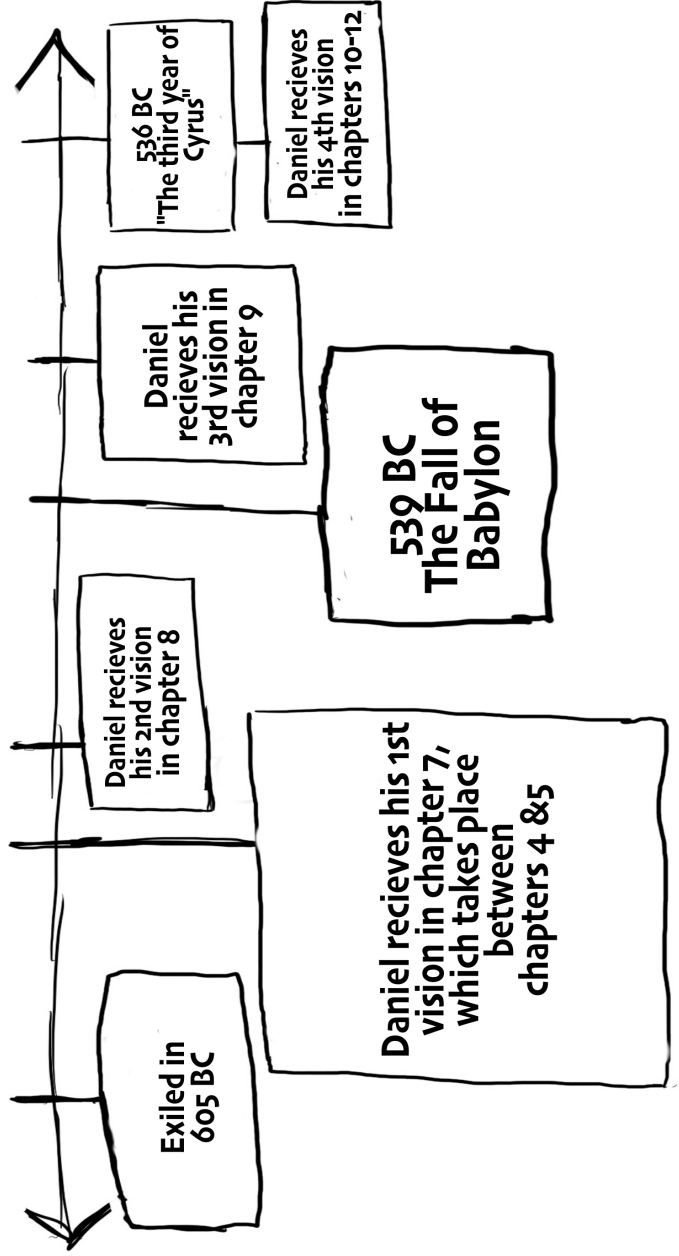 Exiled in
605 BC
Daniel recieves his 1st
vision in chapter 7,
which takes place
between
chapters 4 &5
Daniel recieves
his 2nd vision
in chapter 8
539 BC
The Fall of
Babylon
Daniel
recieves his
3rd vision in
chapter 9
536 BC
"The third year of
Cyrus"
Daniel recieves
his 4th vision
in chapters 10-12